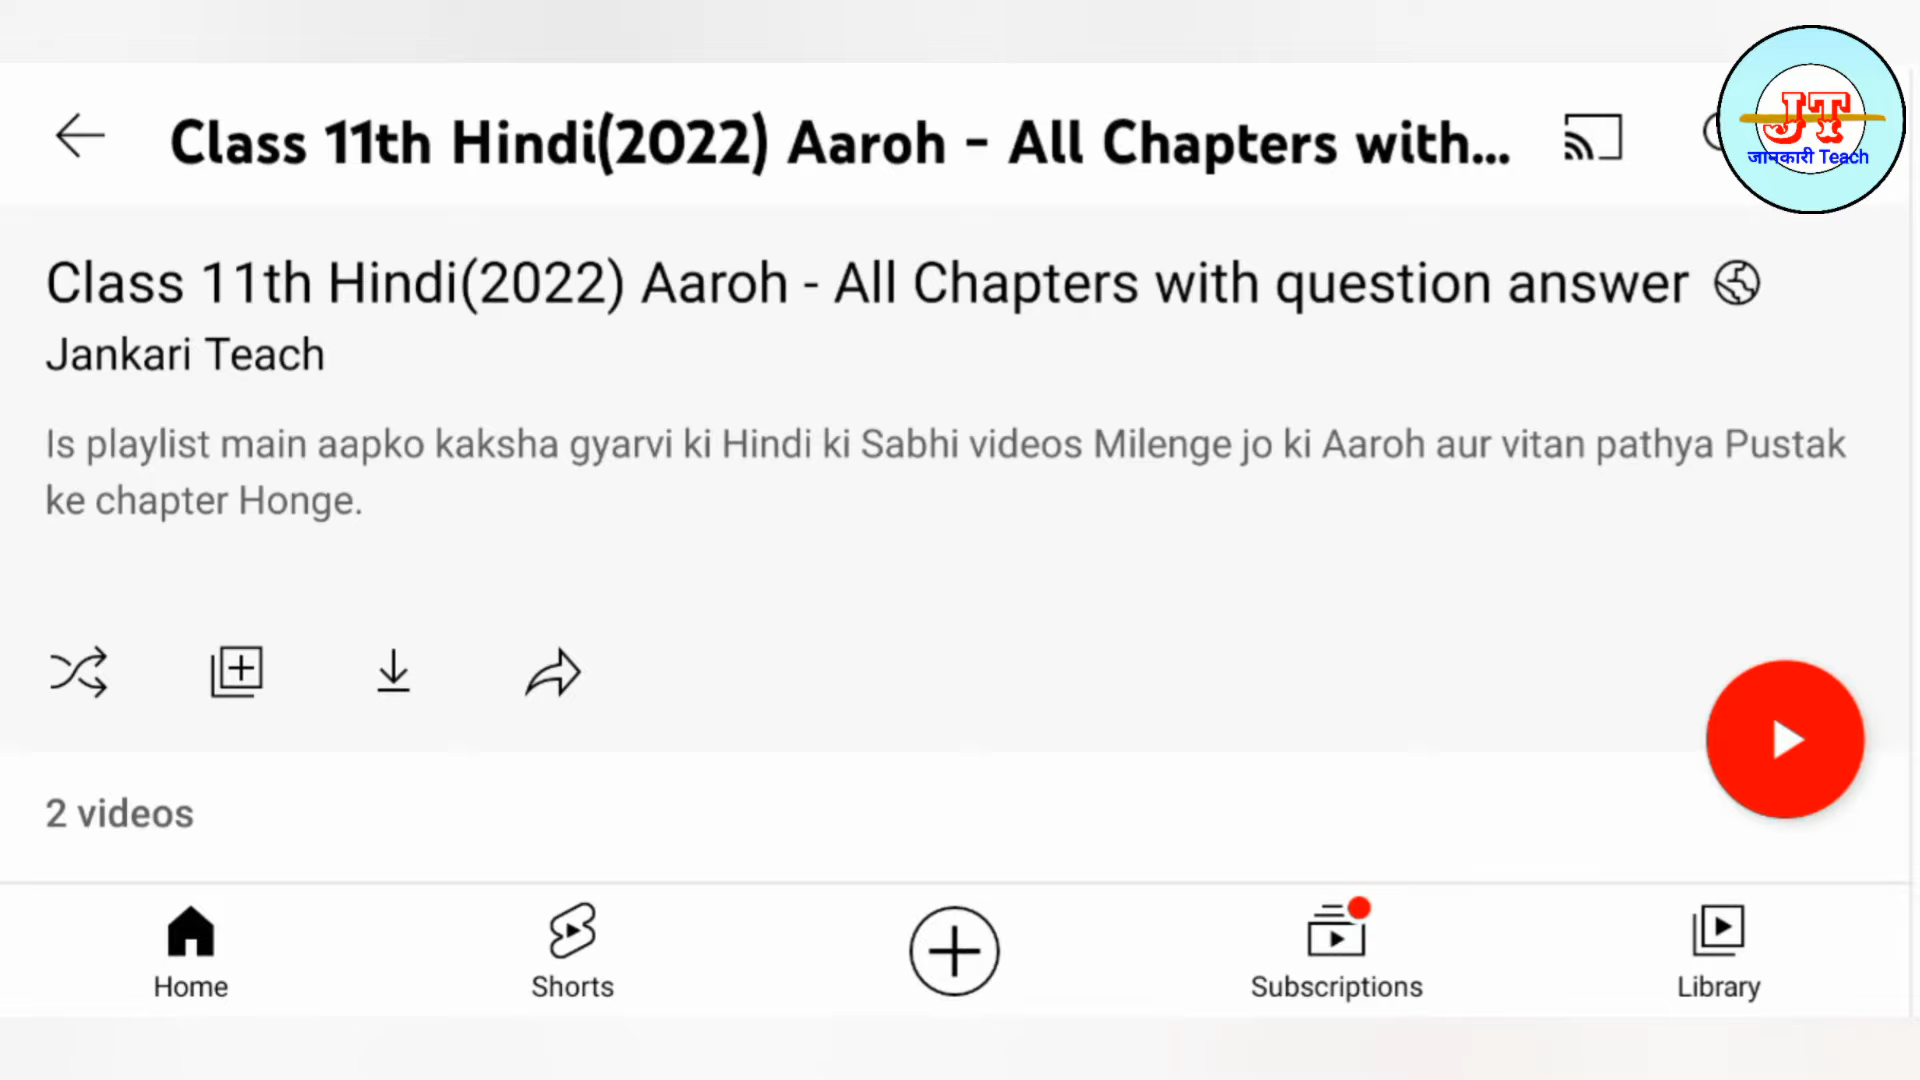 Class 11th Hindi(2022) Aaroh - All Chapters with...
JT
जानकारी Teach
Class 11th Hindi(2022) Aaroh - All Chapters with question answer
Jankari Teach
Is playlist main aapko kaksha gyarvi ki Hindi ki Sabhi videos Milenge jo ki Aaroh aur vitan pathya Pustak
ke chapter Honge.
2 videos
Home
Shorts
Subscriptions
Library